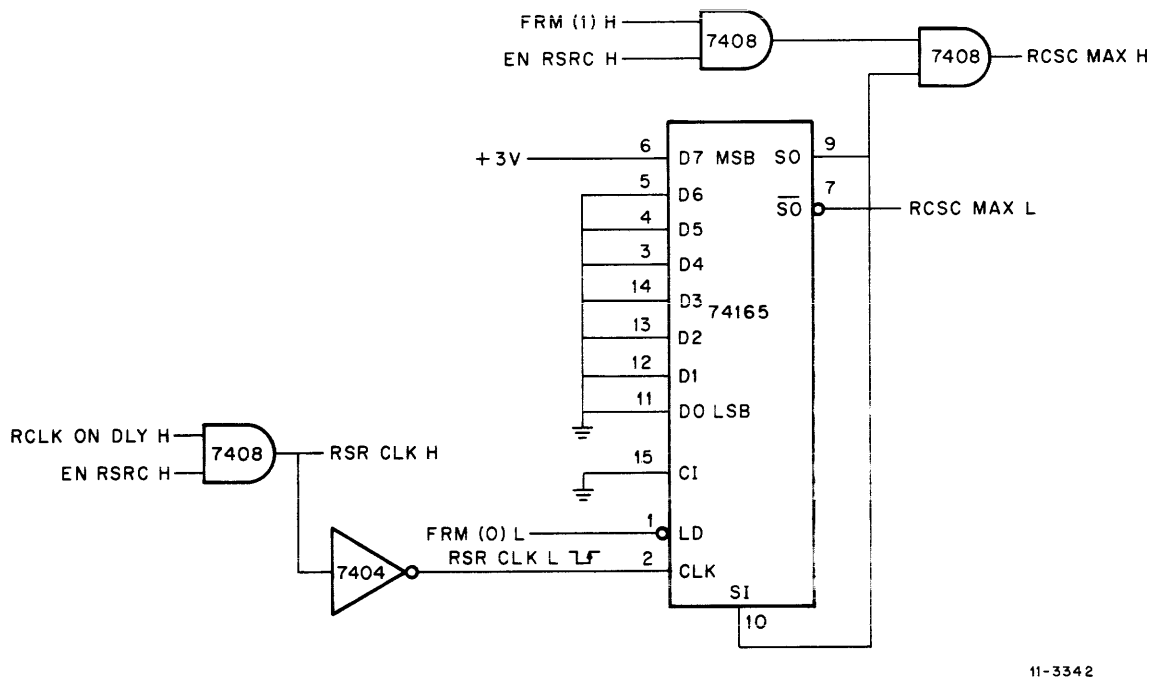 FRM (1) H
7408
EN RSRC H
7408
RCSC MAX H
+3V
6
D7 MSB
SO
9
5
D6
7
SO
RCSC MAX L
4
D5
3
D4
14
D3
74165
13
D2
12
D1
11
D0 LSB
RCLK ON DLY H
7408
RSR CLK H
EN RSRC H
15
CI
FRM (0) L
1
LD
RSR CLK L
2
CLK
7404
SI
10
11-3342